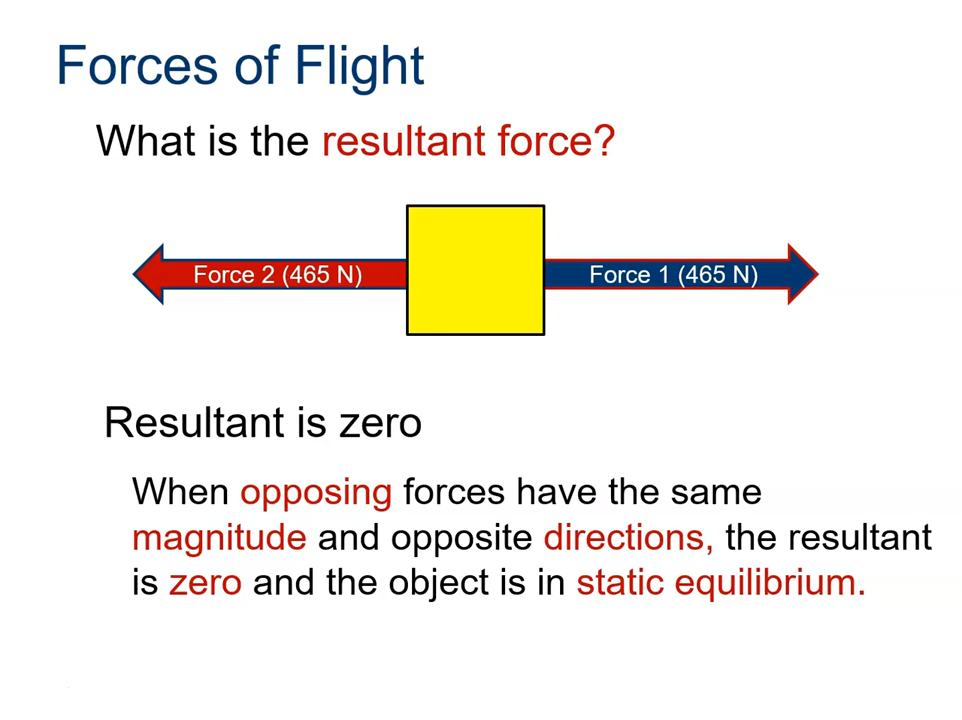 Forces of Flight
What is the resultant force?
Force 2 (465 N)
Force 1 (465 N)
Resultant is zero
When opposing forces have the same
magnitude and opposite directions, the resultant
is zero and the object is in static equilibrium.